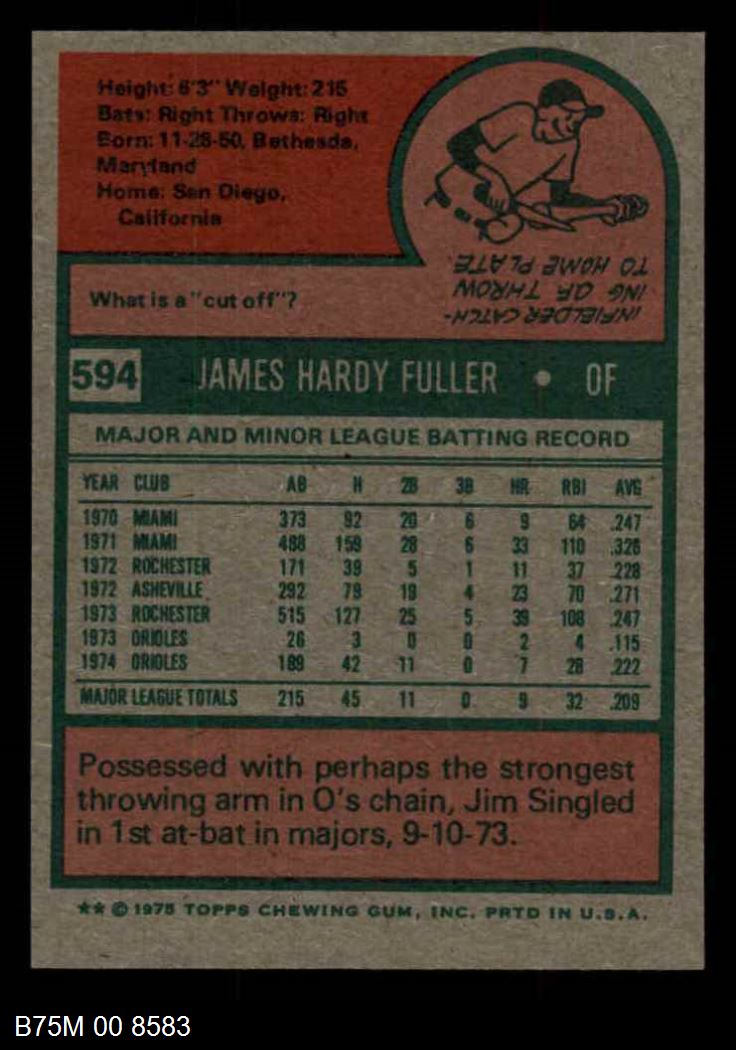 Height: 6'3" Weight: 215
Bats: Right Throws: Right
Born: 11-28-50, Bethesda,
Maryland
Home: San Diego,
California
What is a "cut off"?
INFIELDER CATCH-
ING OF THROW
TO HOME PLATE.
594 JAMES HARDY FULLER • OF
MAJOR AND MINOR LEAGUE BATTING RECORD
YEAR CLUB AB H 2B 3B HR RBI AVG
1970 MIAMI 373 92 20 6 9 64 .247
1971 MIAMI 488 159 28 6 33 110 .326
1972 ROCHESTER 171 39 5 1 11 37 .228
1972 ASHEVILLE 292 79 19 4 23 70 .271
1973 ROCHESTER 515 127 25 5 39 108 .247
1973 ORIOLES 26 3 0 0 2 4 .115
1974 ORIOLES 189 42 11 0 7 28 .222
MAJOR LEAGUE TOTALS 215 45 11 0 9 32 .209
Possessed with perhaps the strongest
throwing arm in O's chain, Jim Singled
in 1st at-bat in majors, 9-10-73.
★★ © 1975 TOPPS CHEWING GUM, INC. PRTD IN U.S.A.
B75M 00 8583